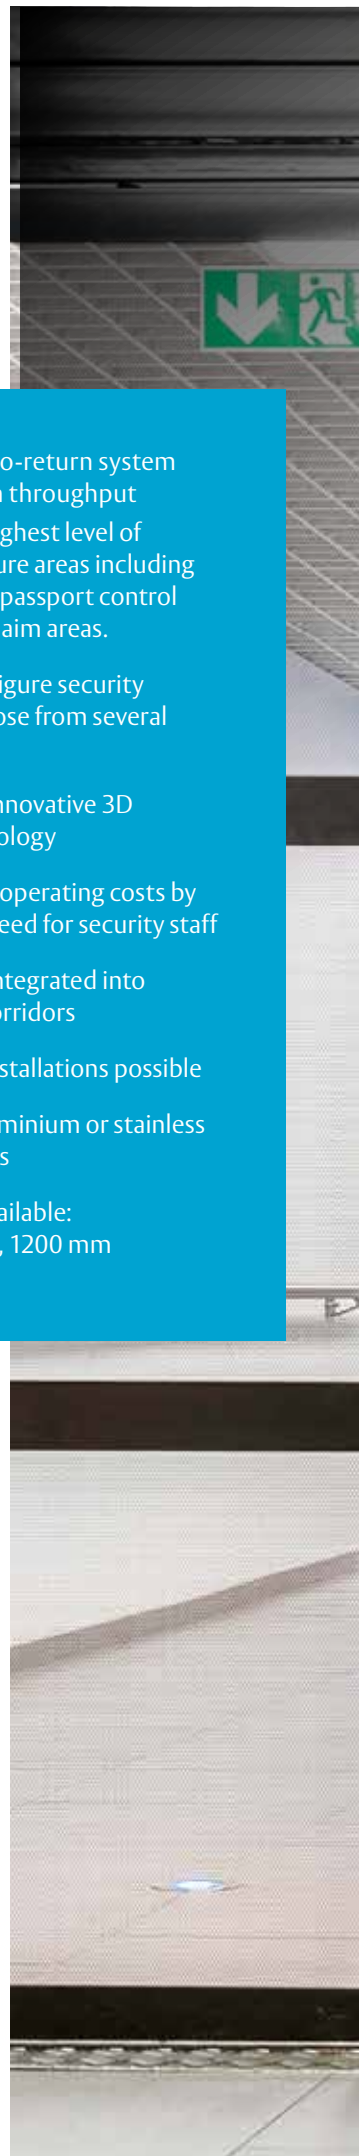 o-return system
throughput
ghest level of
ure areas including
passport control
aim areas.
igure security
ose from several
nnovative 3D
ology
operating costs by
eed for security staff
ntegrated into
orridors
stallations possible
minium or stainless
s
ailable:
, 1200 mm